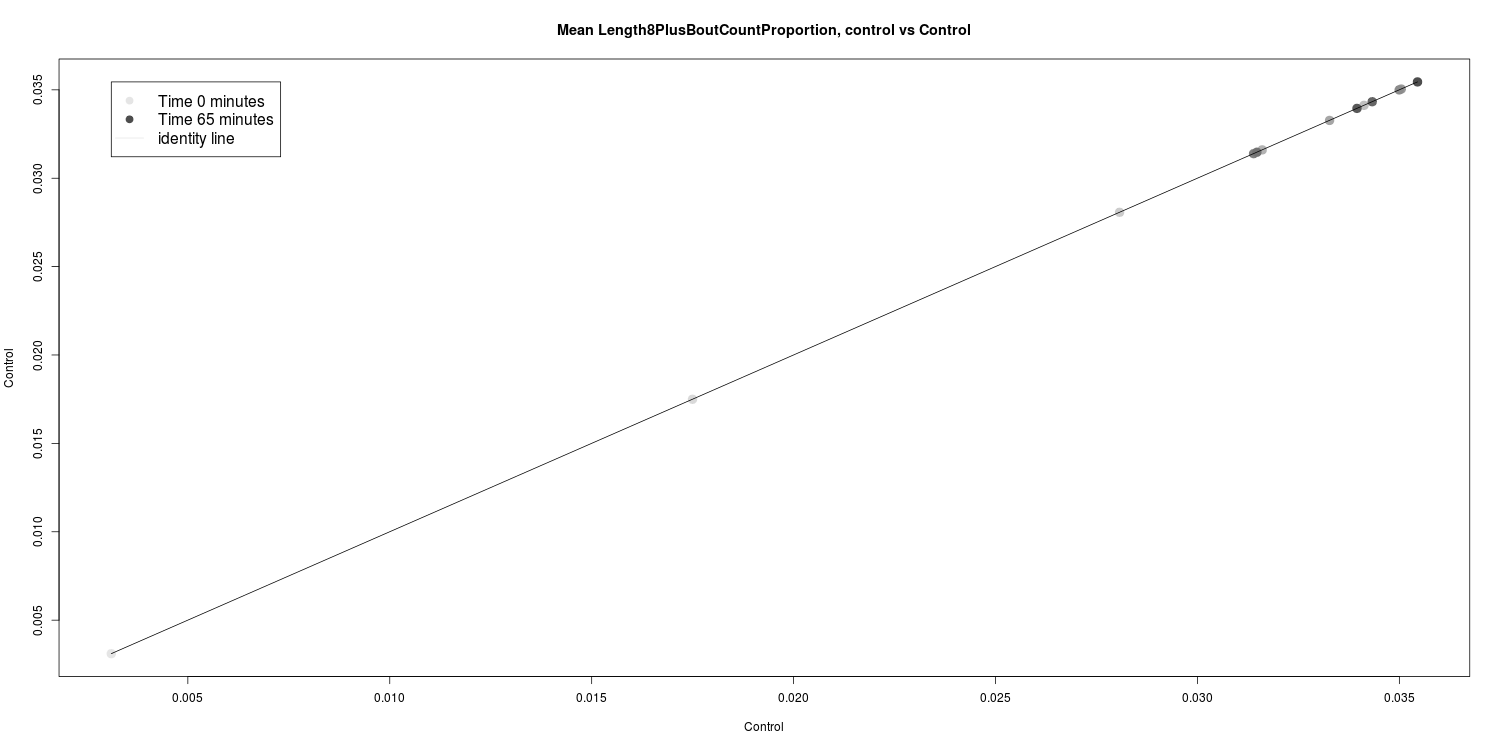 Mean Length8PlusBoutCountProportion, control vs Control
Time 0 minutes
Time 65 minutes
identity line
0.035
0.030
0.025
0.020
0.015
0.010
0.005
Control
0.005 0.010 0.015 0.020 0.025 0.030 0.035
Control